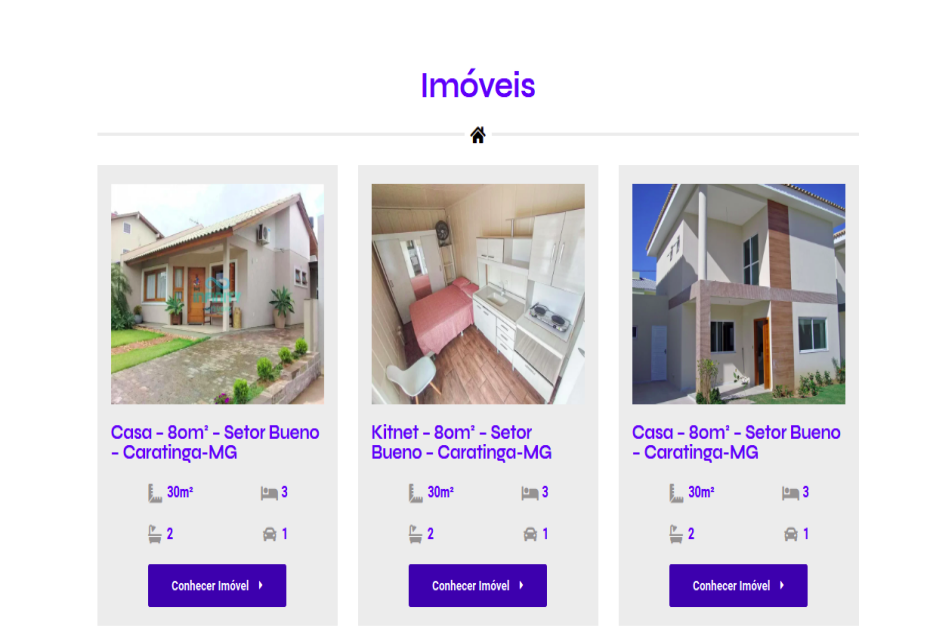 Imóveis
Casa - 80m² - Setor Bueno
- Caratinga-MG
30m²
3
2
1
Conhecer Imóvel
Kitnet - 80m² - Setor
Bueno - Caratinga-MG
30m²
3
2
1
Conhecer Imóvel
Casa - 80m² - Setor Bueno
- Caratinga-MG
30m²
3
2
1
Conhecer Imóvel